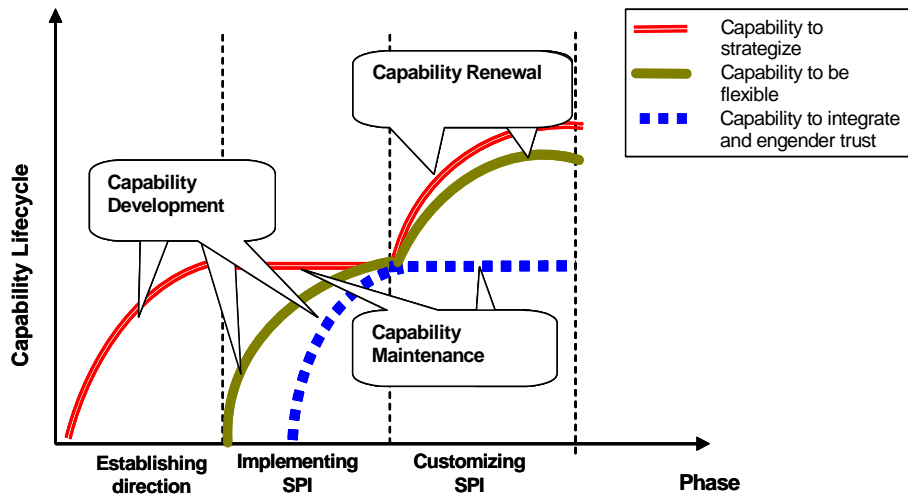 Capability to
strategize
Capability to be
flexible
Capability to integrate
and engender trust
Capability Renewal
Capability
Development
Capability
Maintenance
Capability Lifecycle
Establishing
direction
Implementing
SPI
Customizing
SPI
Phase